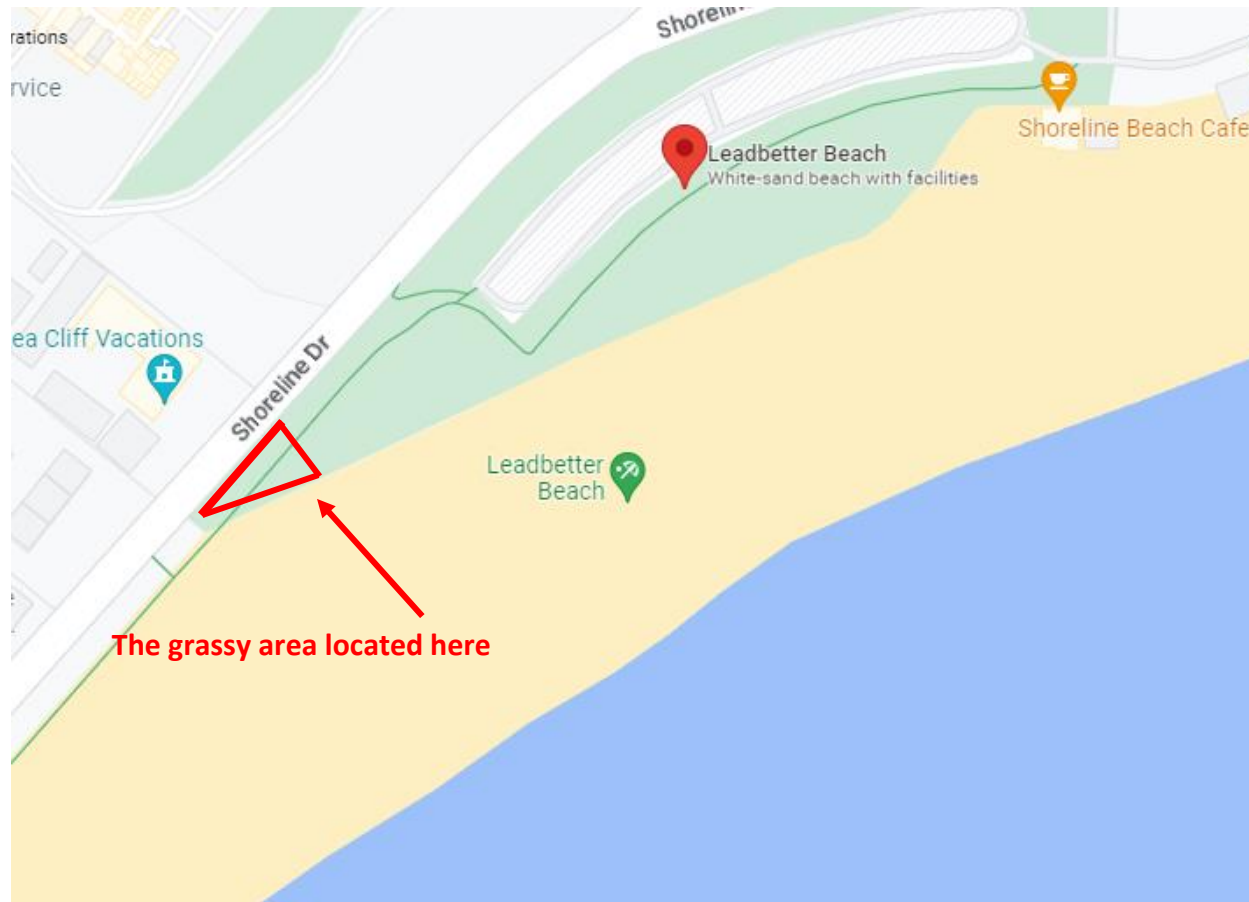 rations
rvice
Shorelin
Shoreline Beach Cafe
Leadbetter Beach
White-sand beach with facilities
ea Cliff Vacations
Shoreline Dr
Leadbetter
Beach
The grassy area located here